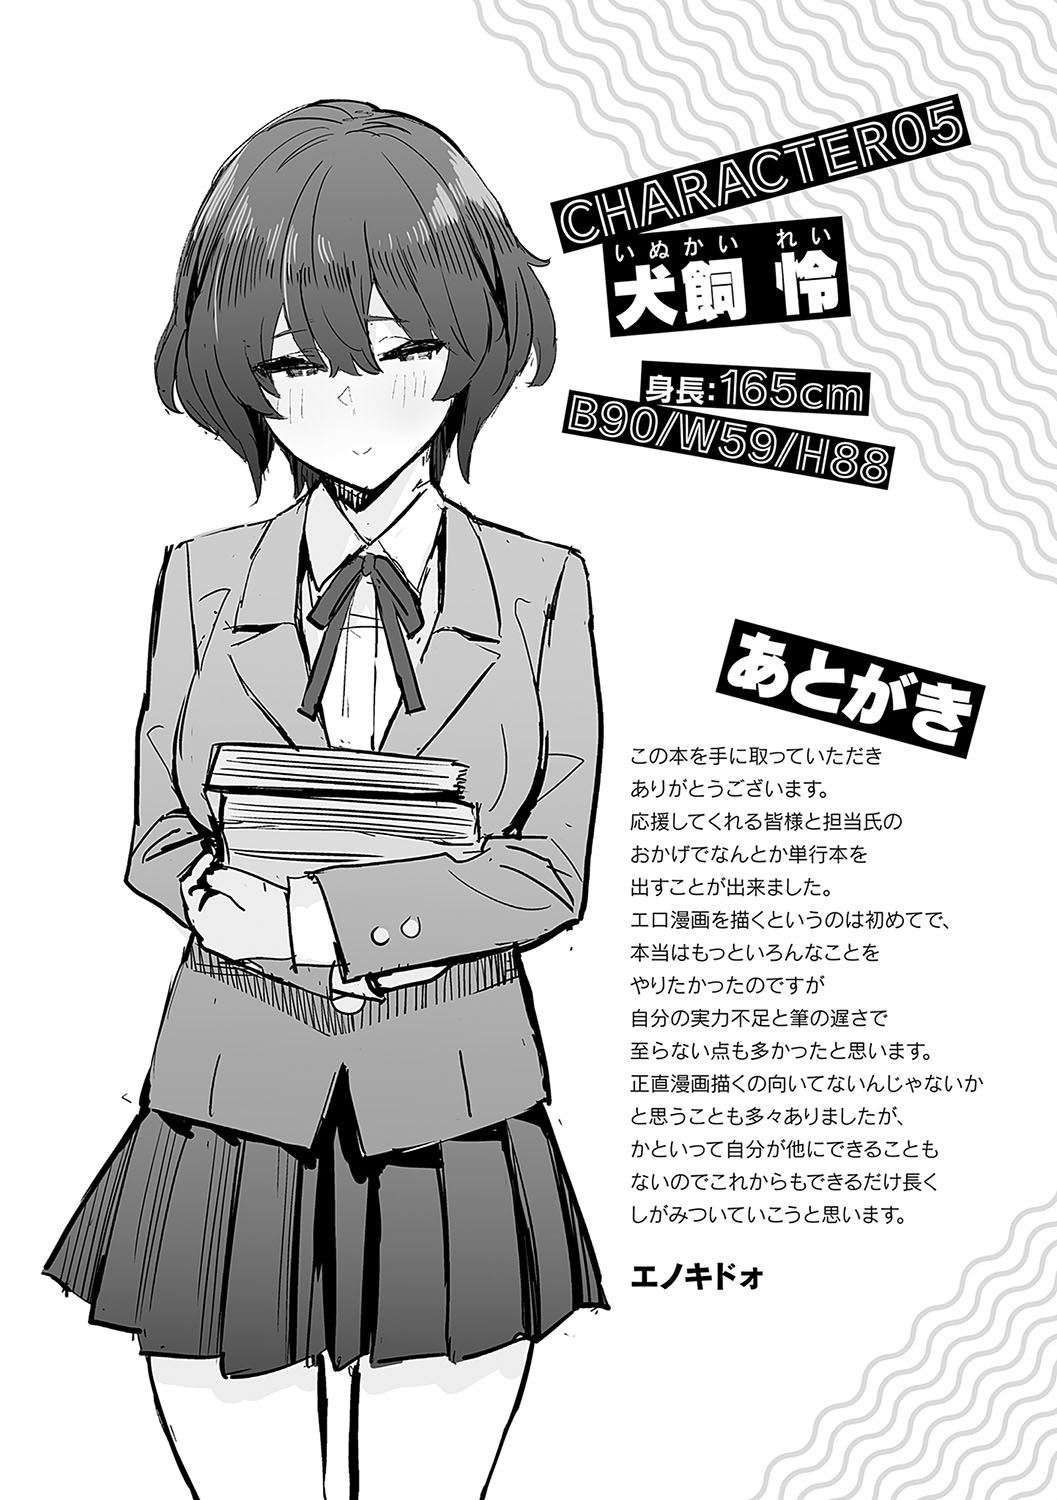 CHARACTER05
いぬかい れい
犬飼 怜
身長:165cm
B90/W59/H88
あとがき
この本を手に取っていただき
ありがとうございます。
応援してくれる皆様と担当氏の
おかげでなんとか単行本を
出すことが出来ました。
エロ漫画を描くというのは初めてで、
本当はもっといろんなことを
やりたかったのですが
自分の実力不足と筆の遅さで
至らない点も多かったと思います。
正直漫画描くの向いてないんじゃないか
と思うことも多々ありましたが、
かといって自分が他にできることも
ないのでこれからもできるだけ長く
しがみついていこうと思います。
エノキドォ